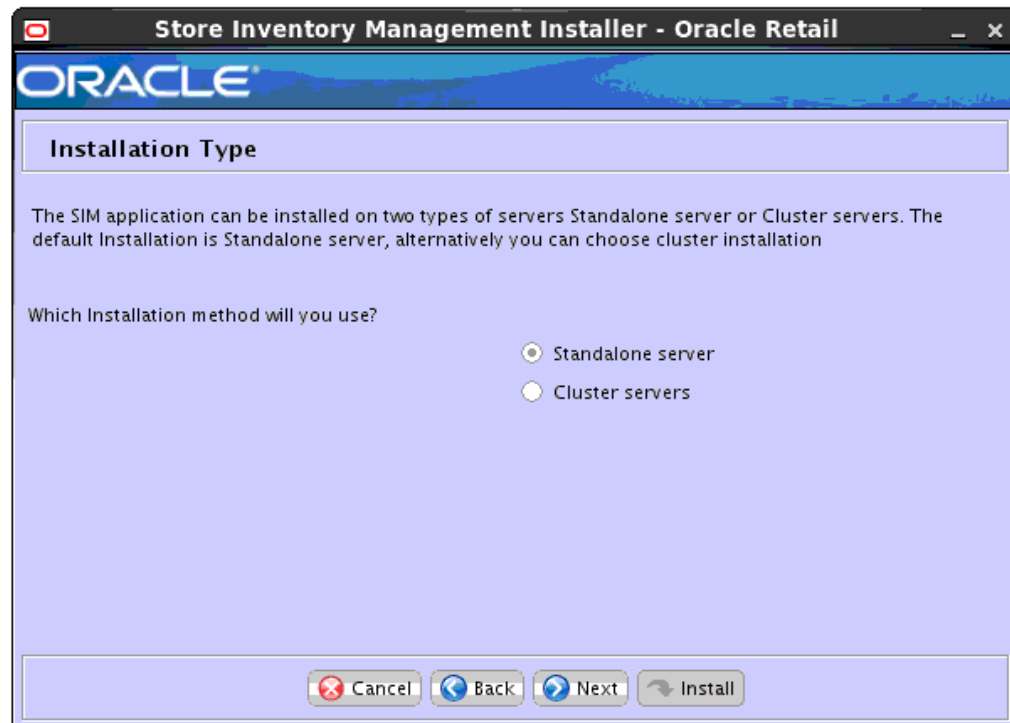 Store Inventory Management Installer - Oracle Retail
ORACLE
Installation Type
The SIM application can be installed on two types of servers Standalone server or Cluster servers. The
default Installation is Standalone server, alternatively you can choose cluster installation
Which Installation method will you use?
Standalone server
Cluster servers
Cancel Back Next Install